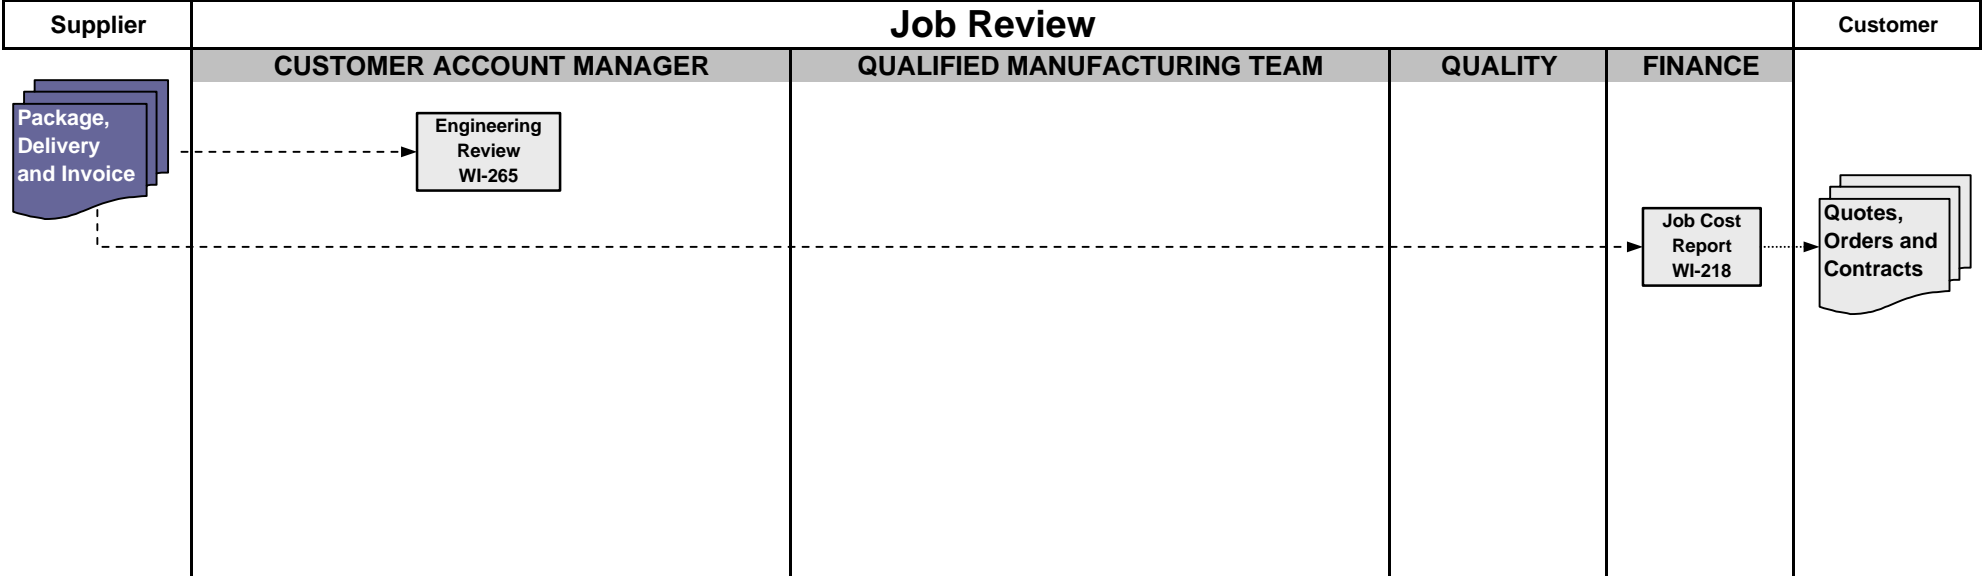 Supplier
Job Review
Customer
CUSTOMER ACCOUNT MANAGER
QUALIFIED MANUFACTURING TEAM
QUALITY
FINANCE
Package,
Delivery
and Invoice
Engineering
Review
WI-265
Job Cost
Report
WI-218
Quotes,
Orders and
Contracts